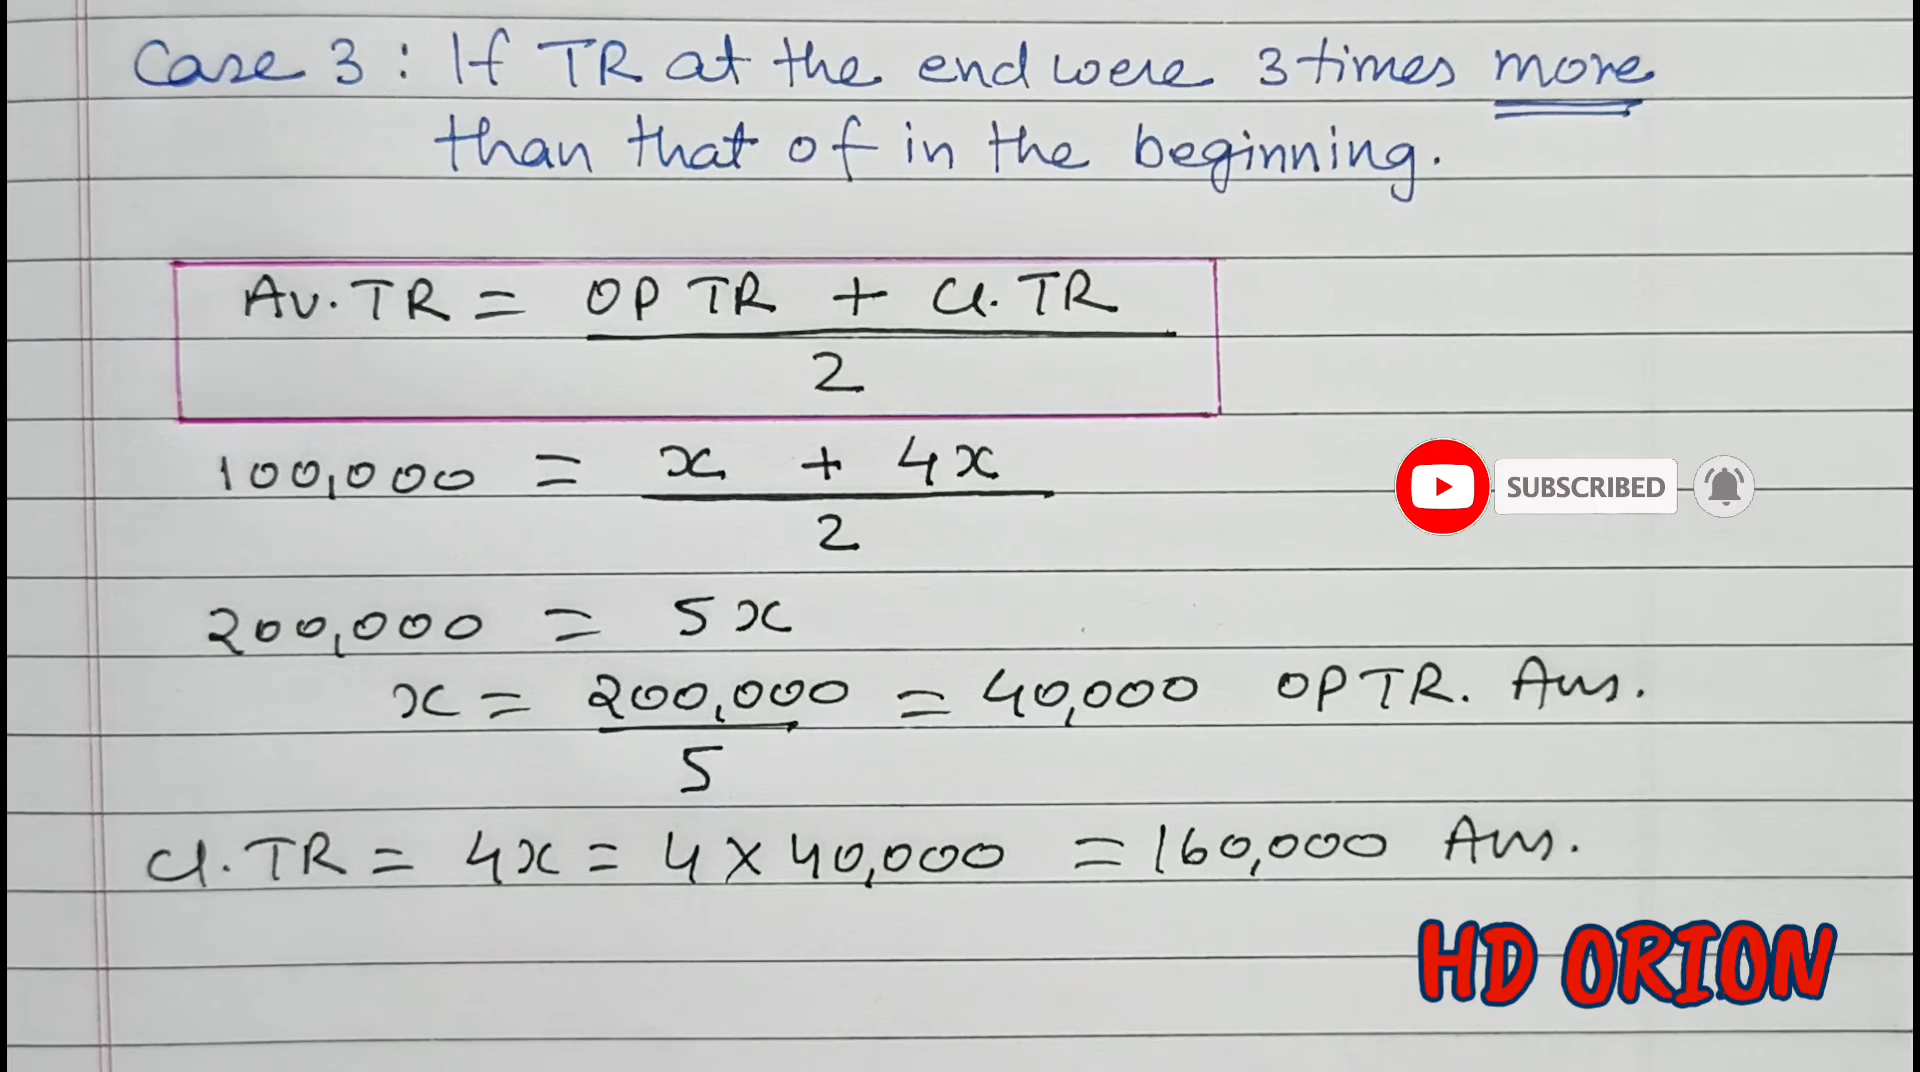 Case 3 : If TR at the end were 3 times more
than that of in the beginning.
Av. TR = OP TR + Cl. TR
2
100,000 = x + 4x
2
SUBSCRIBED
200,000 = 5x
x = 200,000 = 40,000 OP TR. Ans.
5
Cl. TR = 4x = 4 × 40,000 = 160,000 Ans.
HD ORION